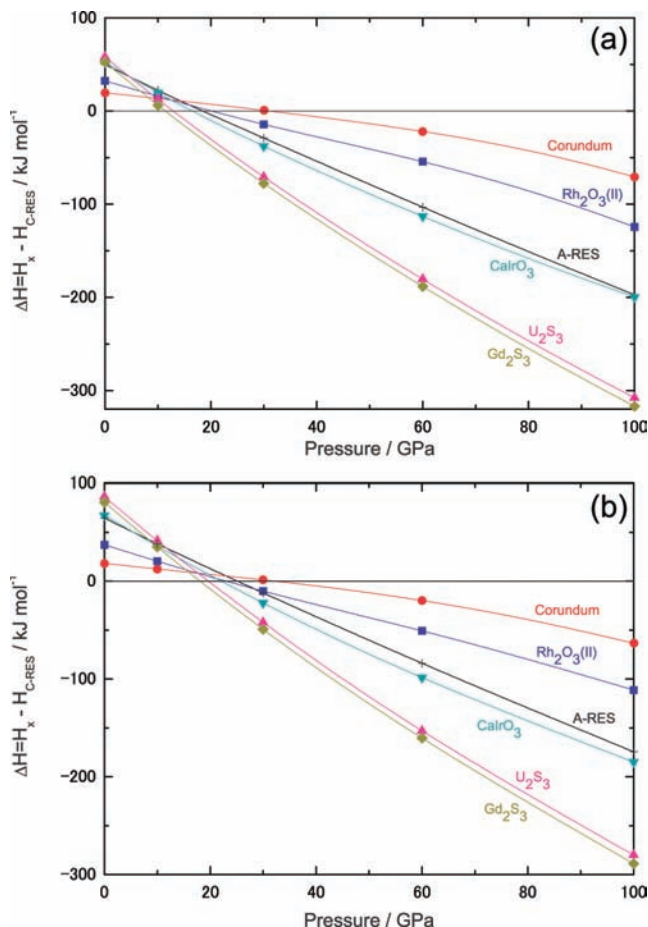 100
0
−100
−200
−300
ΔH=Hₓ - H_C-RES / kJ mol⁻¹
(a)
Corundum
Rh₂O₃(II)
A-RES
CaIrO₃
U₂S₃
Gd₂S₃
0 20 40 60 80 100
Pressure / GPa
100
0
−100
−200
−300
ΔH=Hₓ - H_C-RES / kJ mol⁻¹
(b)
Corundum
Rh₂O₃(II)
A-RES
CaIrO₃
U₂S₃
Gd₂S₃
0 20 40 60 80 100
Pressure / GPa